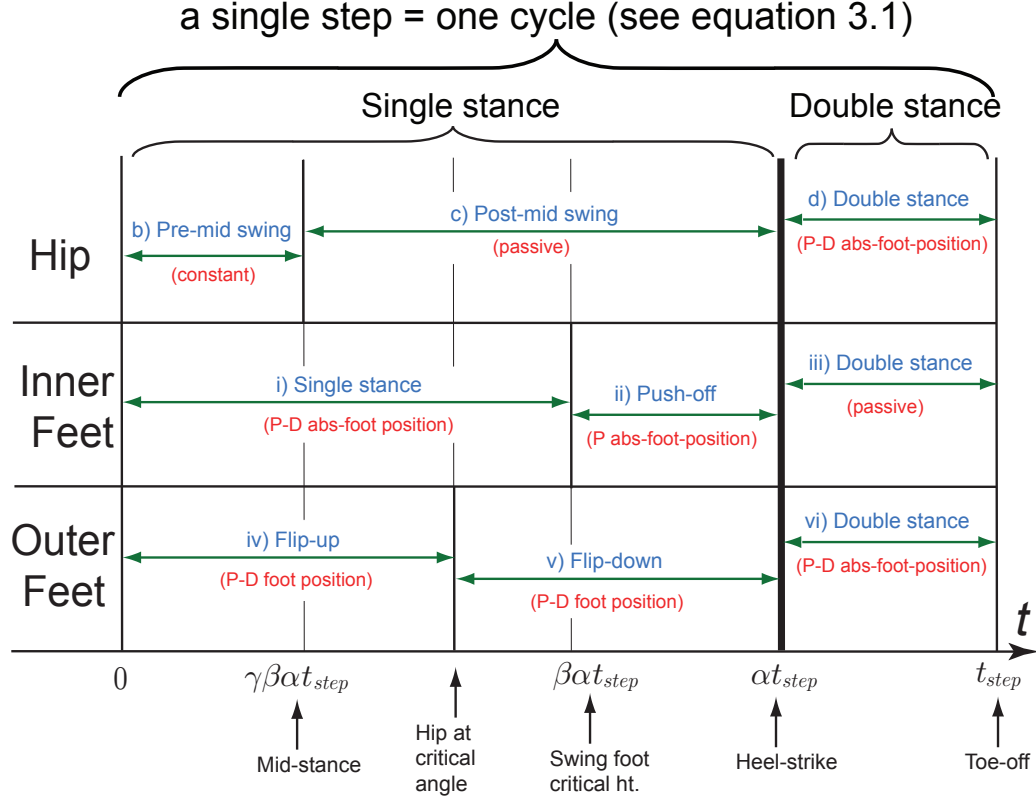 a single step = one cycle (see equation 3.1)
Single stance
Double stance
Hip
b) Pre-mid swing
(constant)
c) Post-mid swing
(passive)
d) Double stance
(P-D abs-foot-position)
Inner
Feet
i) Single stance
(P-D abs-foot position)
ii) Push-off
(P abs-foot-position)
iii) Double stance
(passive)
Outer
Feet
iv) Flip-up
(P-D foot position)
v) Flip-down
(P-D foot position)
vi) Double stance
(P-D abs-foot-position)
t
0
γβαt_step
βαt_step
αt_step
t_step
Mid-stance
Hip at
critical
angle
Swing foot
critical ht.
Heel-strike
Toe-off